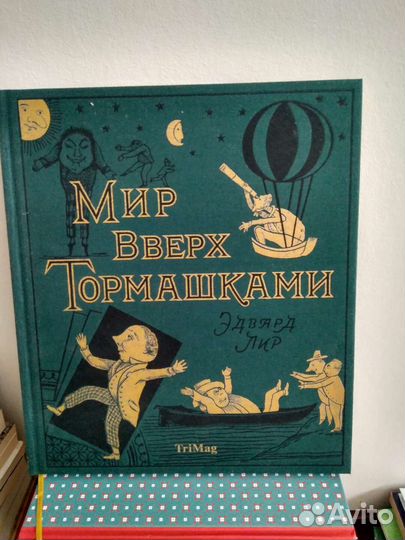 Мир
Вверх
Тормашками
Эдвард
Лир
TriMag
Avito